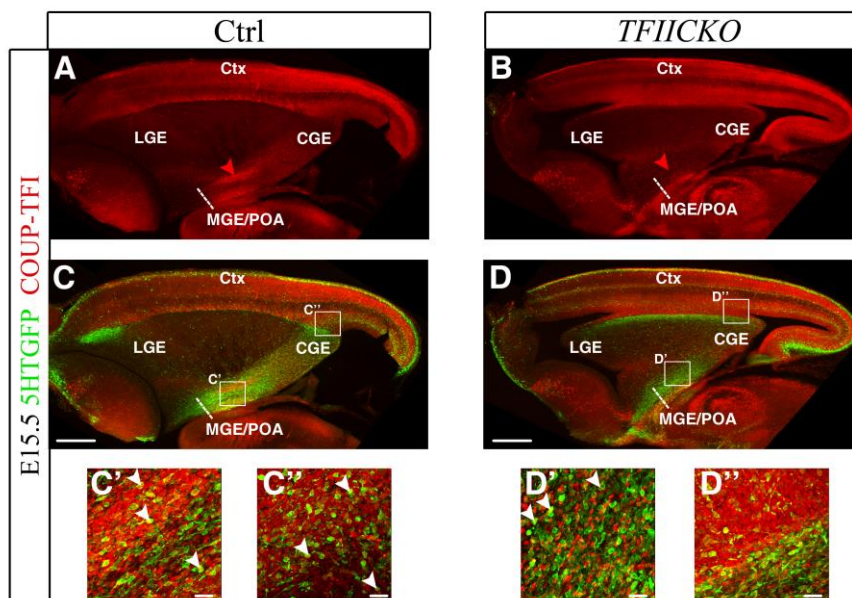 Ctrl
TFIICKO
E15.5 5HTGFP COUP-TFI
A
Ctx
LGE
CGE
MGE/POA
B
Ctx
LGE
CGE
MGE/POA
C
Ctx
C''
LGE
CGE
C'
MGE/POA
D
Ctx
D''
LGE
CGE
D'
MGE/POA
C'
C''
D'
D''